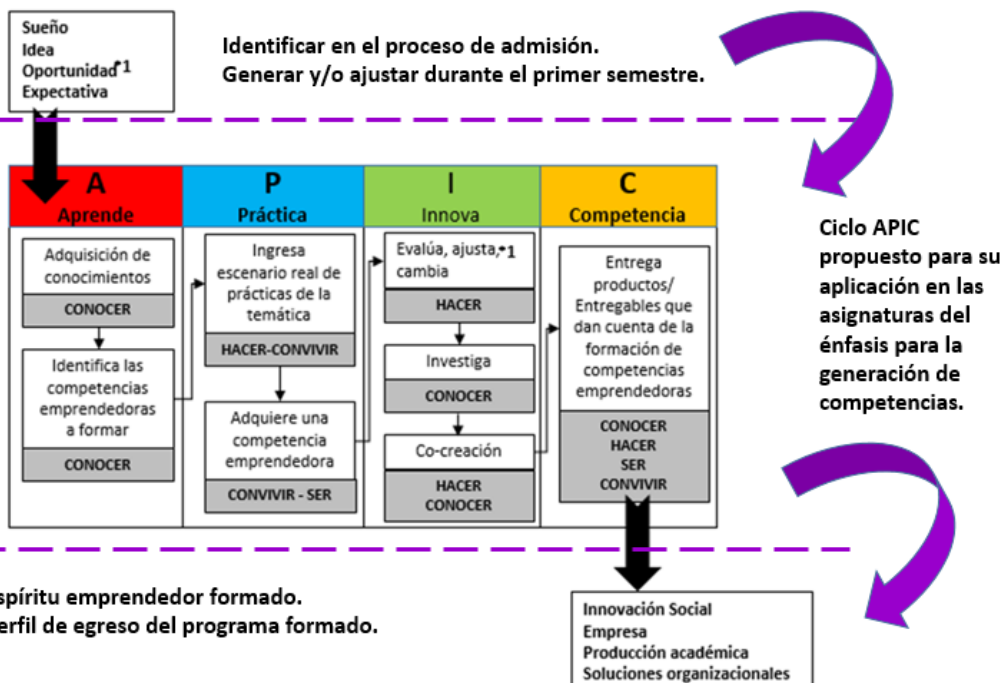 Sueño
Idea
Oportunidad*1
Expectativa
Identificar en el proceso de admisión.
Generar y/o ajustar durante el primer semestre.
A
Aprende
P
Práctica
I
Innova
C
Competencia
Adquisición de
conocimientos
CONOCER
Identifica las
competencias
emprendedoras
a formar
CONOCER
Ingresa
escenario real de
prácticas de la
temática
HACER-CONVIVIR
Adquiere una
competencia
emprendedora
CONVIVIR - SER
Evalúa, ajusta,*1
cambia
HACER
Investiga
CONOCER
Co-creación
HACER
CONOCER
Entrega
productos/
Entregables que
dan cuenta de la
formación de
competencias
emprendedoras
CONOCER
HACER
SER
CONVIVIR
Ciclo APIC
propuesto para su
aplicación en las
asignaturas del
énfasis para la
generación de
competencias.
spíritu emprendedor formado.
erfil de egreso del programa formado.
Innovación Social
Empresa
Producción académica
Soluciones organizacionales